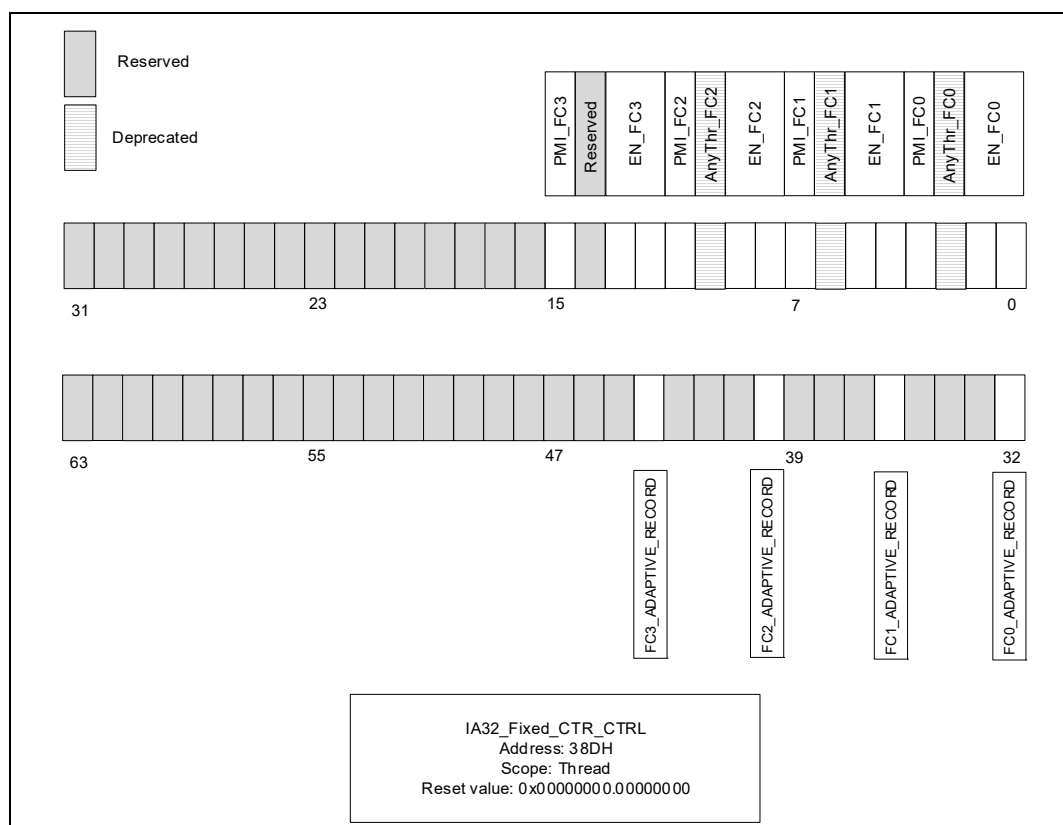 Reserved
Deprecated
PMI_FC3
Reserved
EN_FC3
PMI_FC2
AnyThr_FC2
EN_FC2
PMI_FC1
AnyThr_FC1
EN_FC1
PMI_FC0
AnyThr_FC0
EN_FC0
31 23 15 7 0
63 55 47 39 32
FC3_ADAPTIVE_RECORD
FC2_ADAPTIVE_RECORD
FC1_ADAPTIVE_RECORD
FC0_ADAPTIVE_RECORD
IA32_Fixed_CTR_CTRL
Address: 38DH
Scope: Thread
Reset value: 0x00000000.00000000